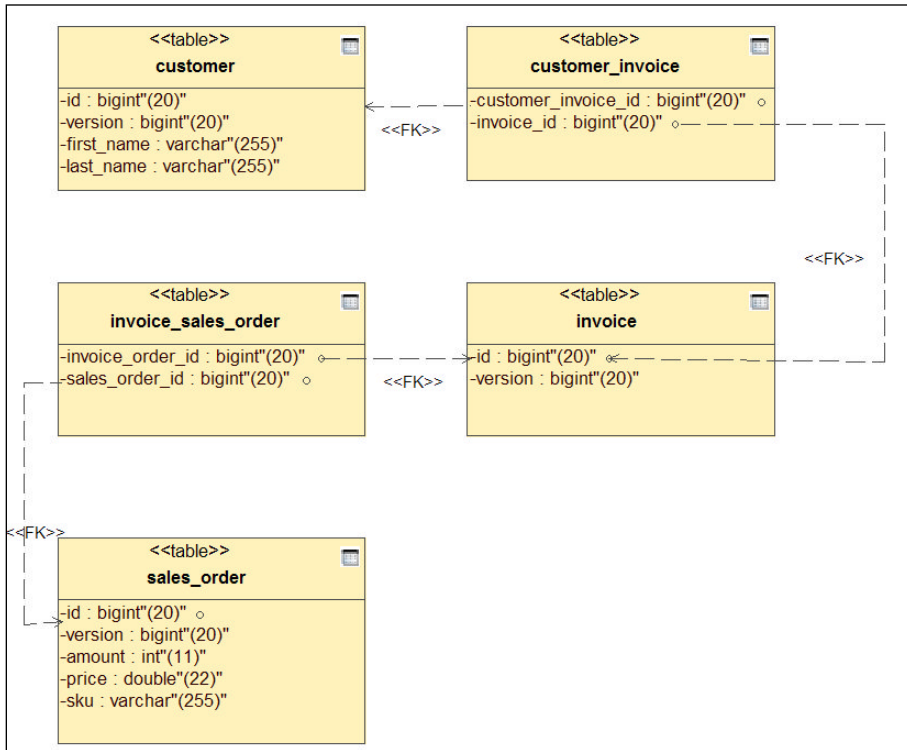 <<table>>
customer
-id : bigint"(20)"
-version : bigint"(20)"
-first_name : varchar"(255)"
-last_name : varchar"(255)"
<<FK>>
<<table>>
customer_invoice
-customer_invoice_id : bigint"(20)"
-invoice_id : bigint"(20)"
<<FK>>
<<table>>
invoice_sales_order
-invoice_order_id : bigint"(20)"
-sales_order_id : bigint"(20)"
<<FK>>
<<table>>
invoice
-id : bigint"(20)"
-version : bigint"(20)"
<<FK>>
<<table>>
sales_order
-id : bigint"(20)"
-version : bigint"(20)"
-amount : int"(11)"
-price : double"(22)"
-sku : varchar"(255)"